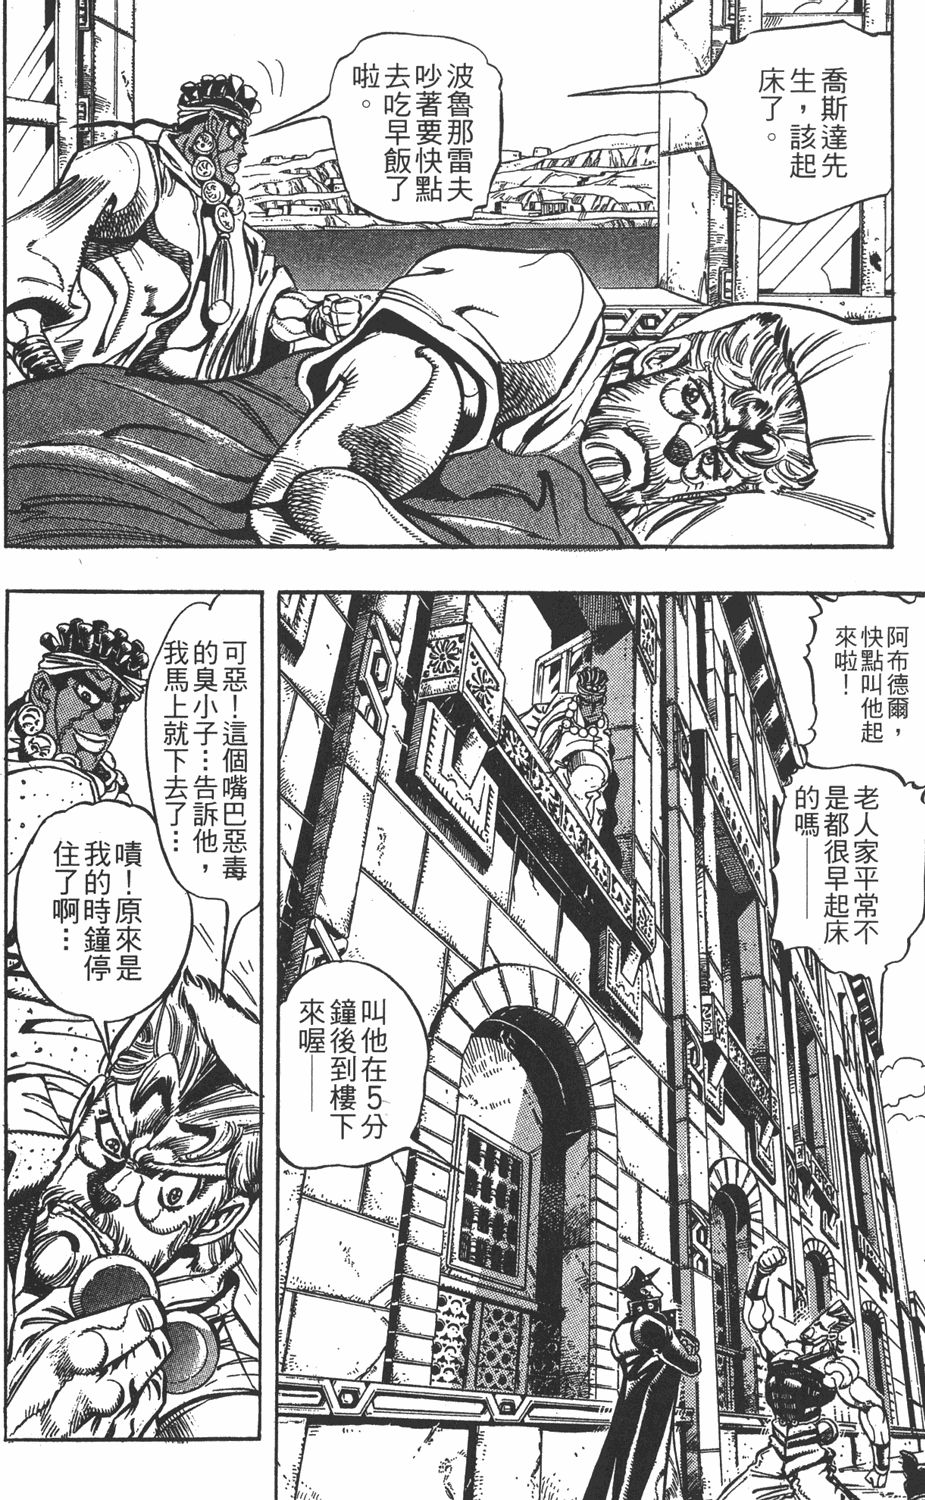 喬斯達先
生，該起
床了。
波魯那雷夫
吵著要快點
去吃早飯了
啦。
阿布德爾，
快點叫他起
來啦！
老人家平常不
是都很早起床
的嗎——
叫他在5分
鐘後到樓下
來喔——
可惡！這個嘴巴惡毒
的臭小子…告訴他，
我馬上就下去了…
嘖！原來是
我的時鐘停
住了啊…